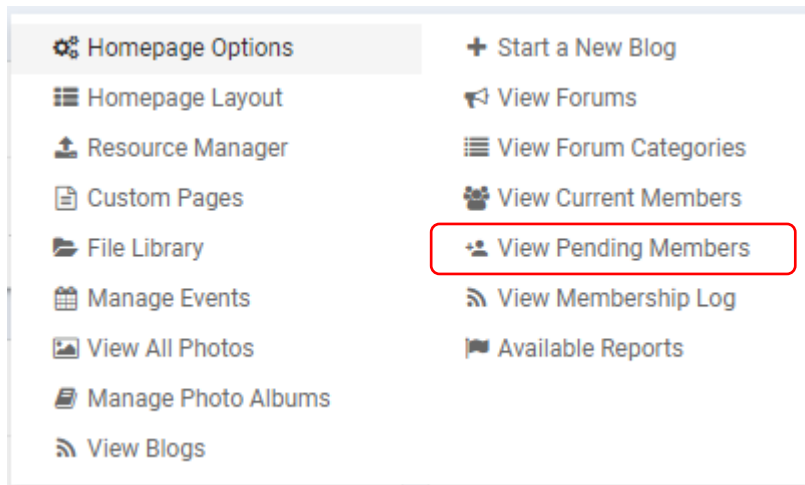 Homepage Options
Homepage Layout
Resource Manager
Custom Pages
File Library
Manage Events
View All Photos
Manage Photo Albums
View Blogs
Start a New Blog
View Forums
View Forum Categories
View Current Members
View Pending Members
View Membership Log
Available Reports